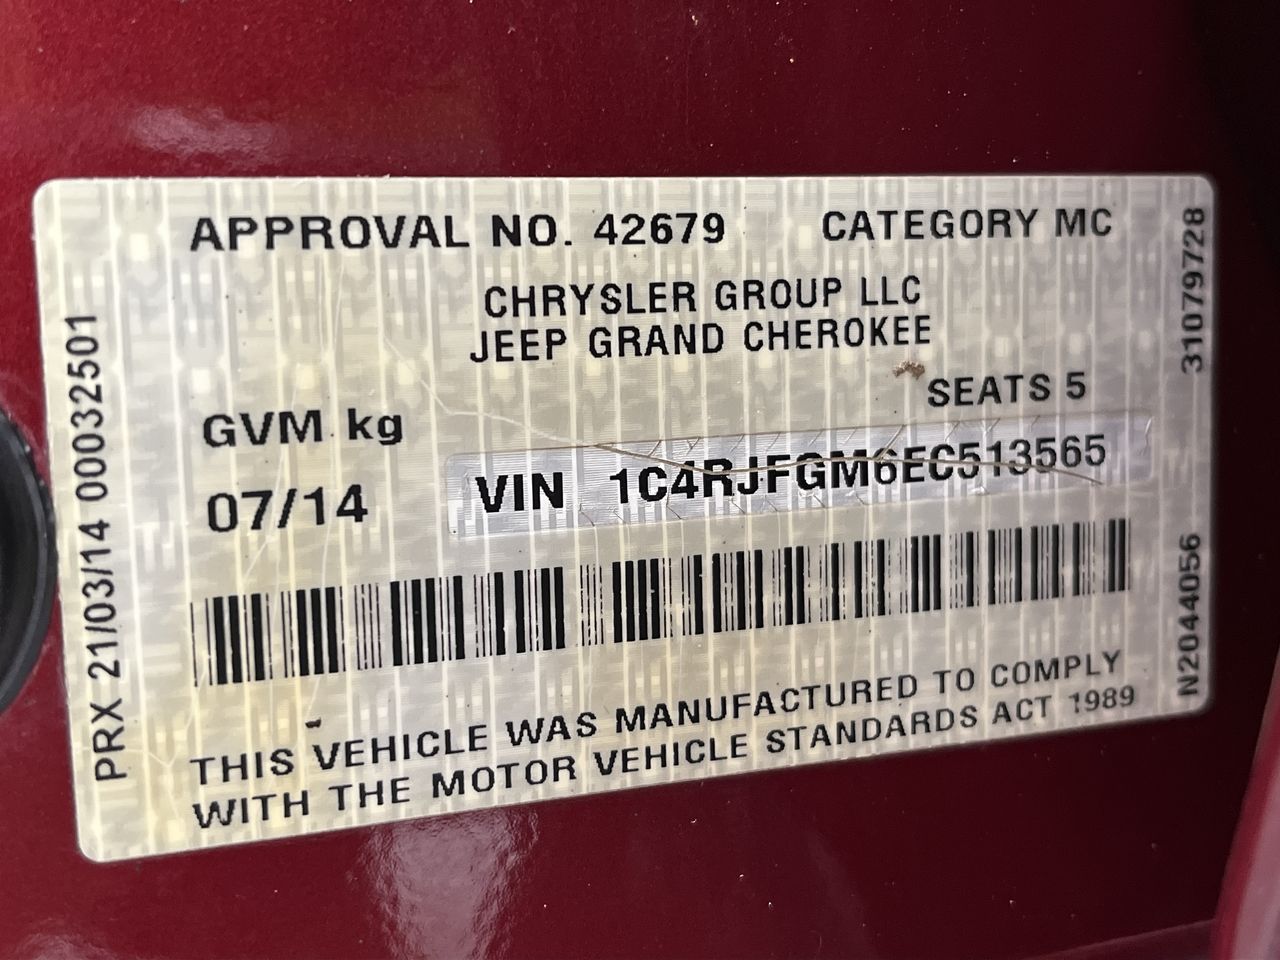 APPROVAL NO. 42679 CATEGORY MC
CHRYSLER GROUP LLC
JEEP GRAND CHEROKEE
SEATS 5
GVM kg
07/14
VIN 1C4RJFGM6EC513565
THIS VEHICLE WAS MANUFACTURED TO COMPLY
WITH THE MOTOR VEHICLE STANDARDS ACT 1989
PRX 21/03/14 00032501
31079728
N2044056